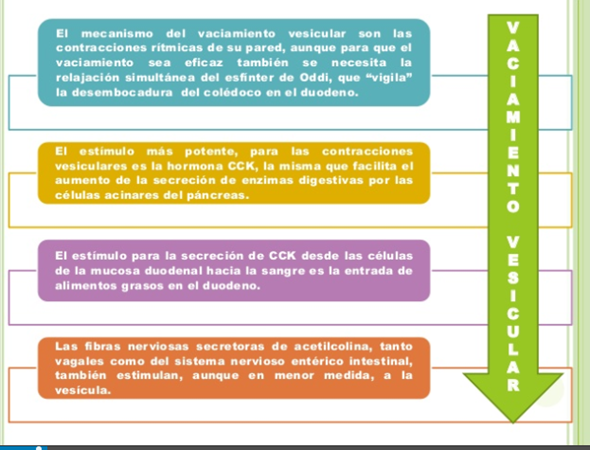 El mecanismo del vaciamiento vesicular son las
contracciones rítmicas de su pared, aunque para que el
vaciamiento sea eficaz también se necesita la
relajación simultánea del esfínter de Oddi, que “vigila”
la desembocadura del colédoco en el duodeno.
El estímulo más potente, para las contracciones
vesiculares es la hormona CCK, la misma que facilita el
aumento de la secreción de enzimas digestivas por las
células acinares del páncreas.
El estímulo para la secreción de CCK desde las células
de la mucosa duodenal hacia la sangre es la entrada de
alimentos grasos en el duodeno.
Las fibras nerviosas secretoras de acetilcolina, tanto
vagales como del sistema nervioso entérico intestinal,
también estimulan, aunque en menor medida, a la
vesícula.
VACIAMIENTO VESICULAR